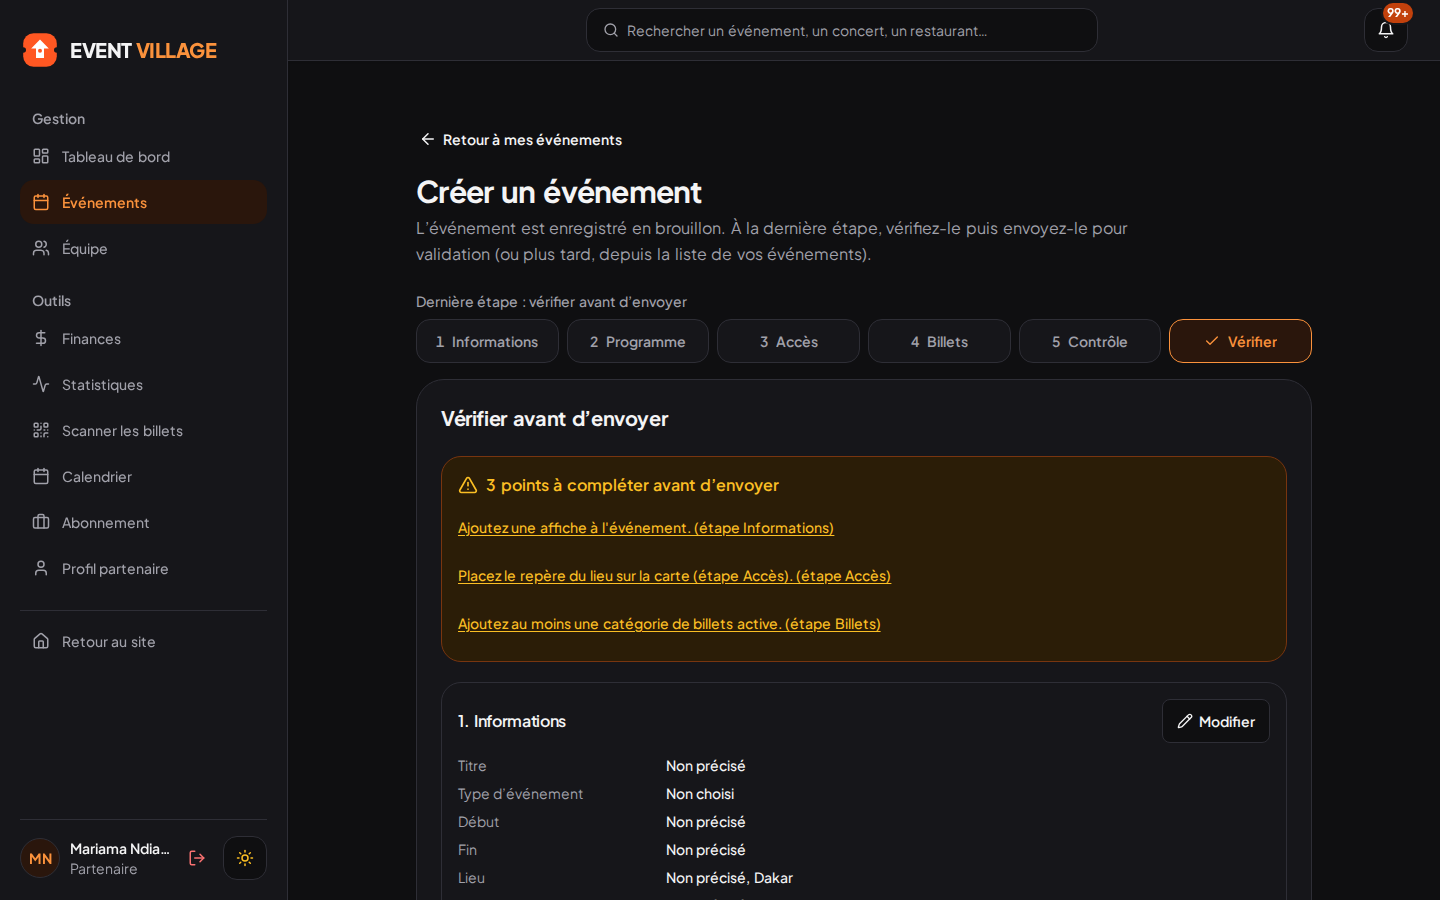 EVENT VILLAGE
Rechercher un événement, un concert, un restaurant…
99+
Gestion
Tableau de bord
Événements
Équipe
Outils
Finances
Statistiques
Scanner les billets
Calendrier
Abonnement
Profil partenaire
Retour au site
MN
Mariama Ndia…
Partenaire
Retour à mes événements
Créer un événement
L’événement est enregistré en brouillon. À la dernière étape, vérifiez-le puis envoyez-le pour
validation (ou plus tard, depuis la liste de vos événements).
Dernière étape : vérifier avant d’envoyer
1 Informations
2 Programme
3 Accès
4 Billets
5 Contrôle
Vérifier
Vérifier avant d’envoyer
3 points à compléter avant d’envoyer
Ajoutez une affiche à l'événement. (étape Informations)
Placez le repère du lieu sur la carte (étape Accès). (étape Accès)
Ajoutez au moins une catégorie de billets active. (étape Billets)
1. Informations
Modifier
Titre Non précisé
Type d’événement Non choisi
Début Non précisé
Fin Non précisé
Lieu Non précisé, Dakar